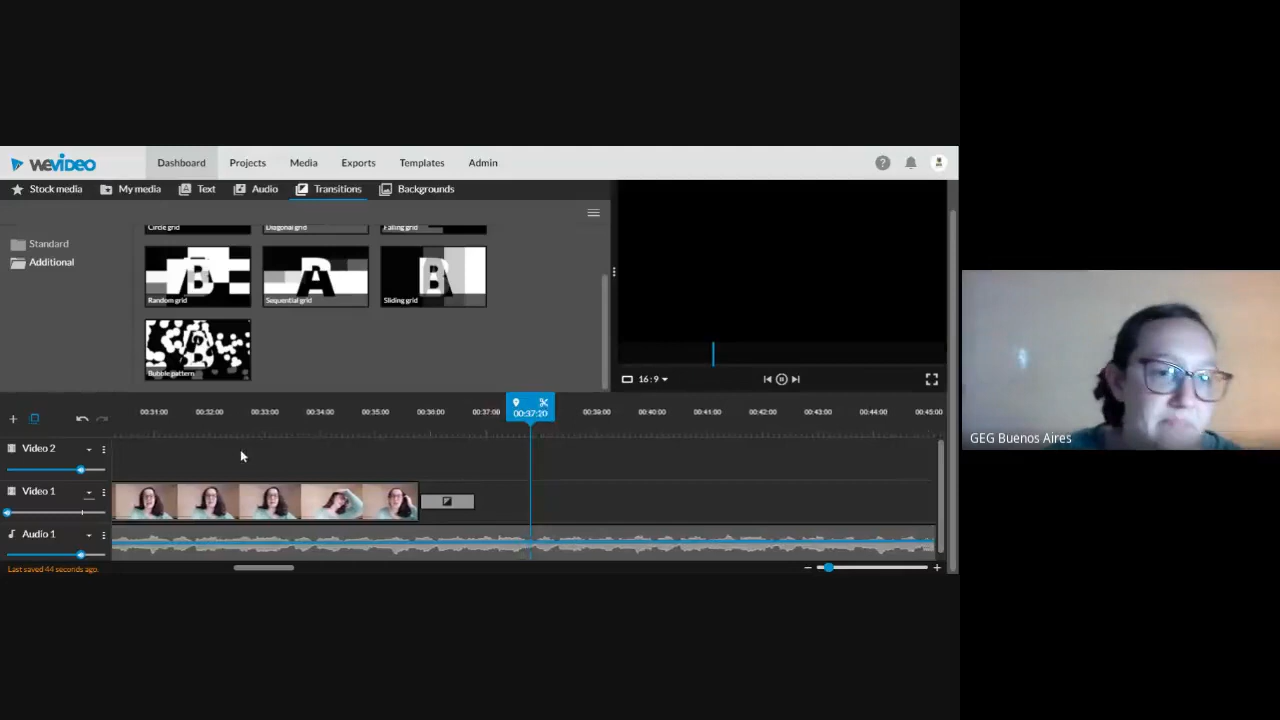 wevideo
Dashboard Projects Media Exports Templates Admin
Stock media My media Text Audio Transitions Backgrounds
Standard
Additional
Circle grid Diagonal grid Falling grid
Random grid Sequential grid Sliding grid
Bubble pattern
16:9
00:31:00 00:32:00 00:33:00 00:34:00 00:35:00 00:36:00 00:37:00 00:37:20 00:39:00 00:40:00 00:41:00 00:42:00 00:43:00 00:44:00 00:45:00
Video 2
Video 1
Audio 1
Last saved 44 seconds ago.
GEG Buenos Aires